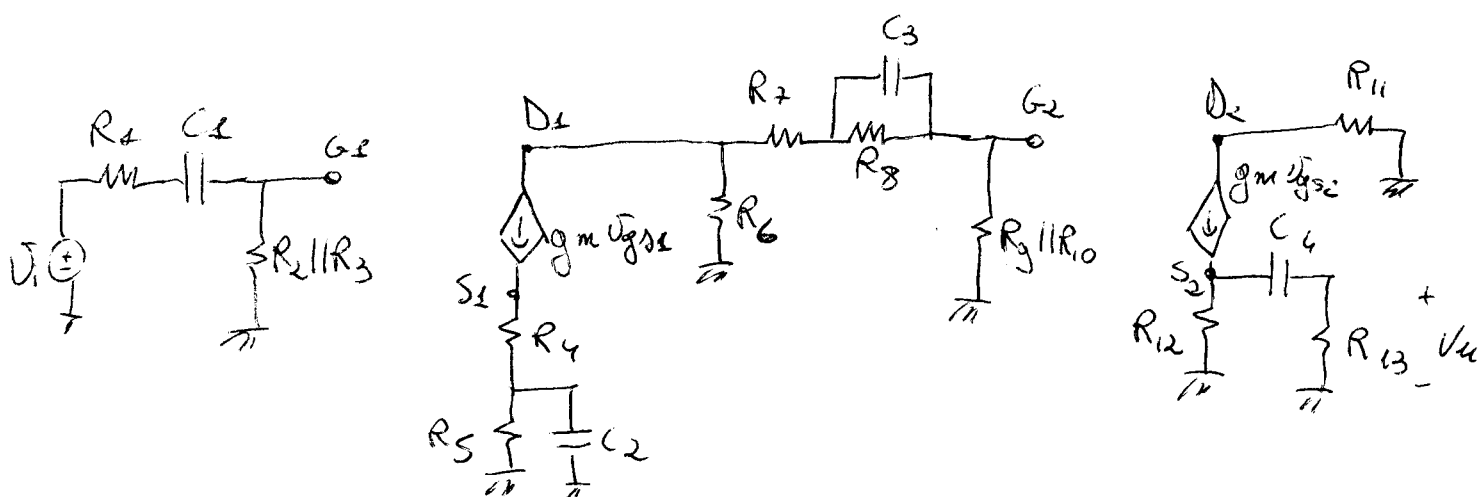 C3
R7
D1
G2
D2
R11
R1
C1
G1
R8
gm vgs2
gm vgs1
R6
R9||R10
C4
Vi
+
-
R2||R3
S1
S2
+
R4
R12
R13
Vu
-
R5
C2